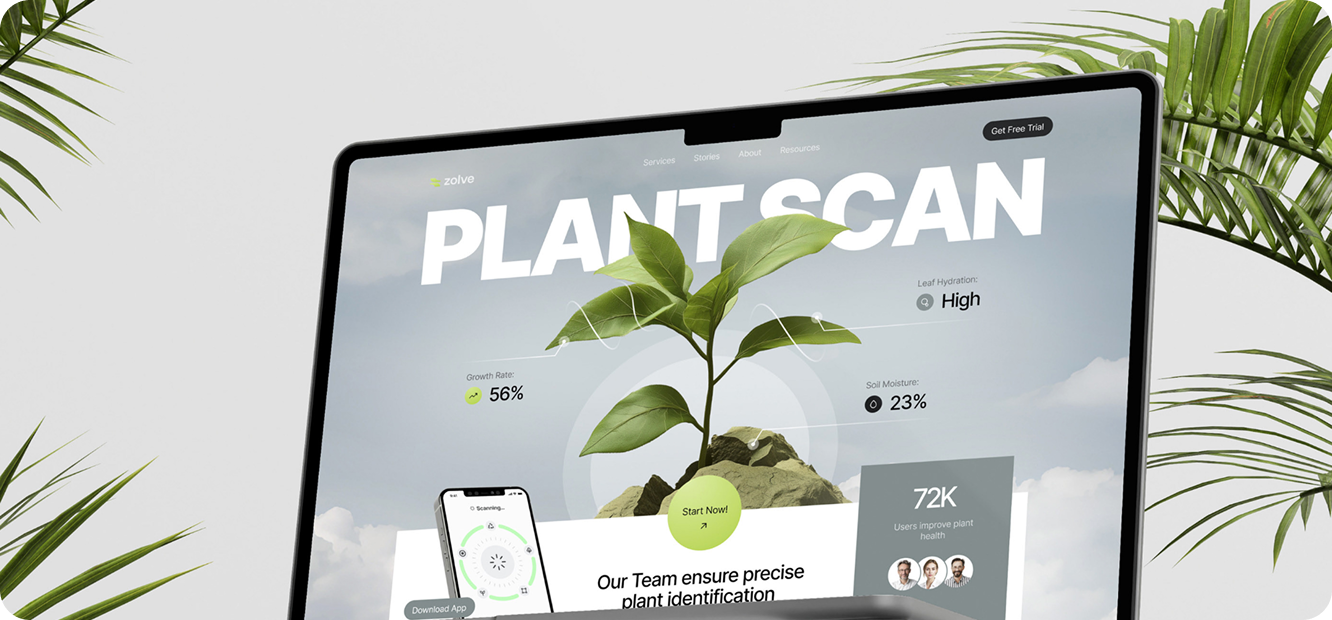 Get Free Trial
Services Stories About Resources
zolve
PLANT SCAN
Leaf Hydration:
High
Growth Rate:
56%
Soil Moisture:
23%
Scanning...
Start Now!
72K
Users improve plant
health
Our Team ensure precise
plant identification
Download App